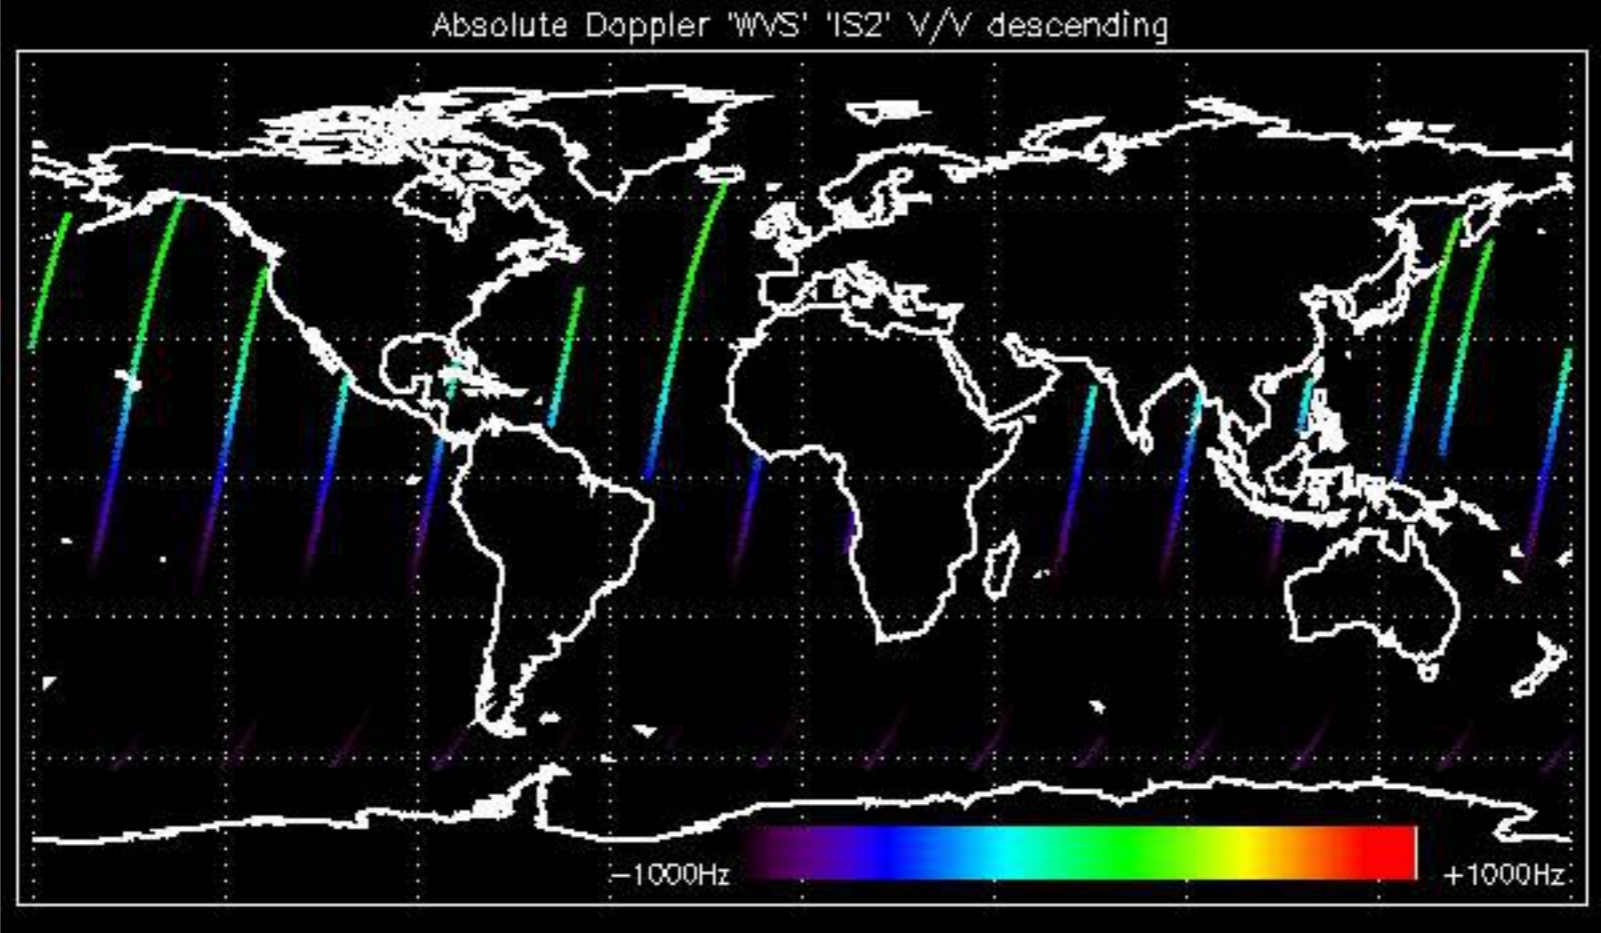 Absolute Doppler 'WVS' 'IS2' V/V descending
−1000Hz
+1000Hz